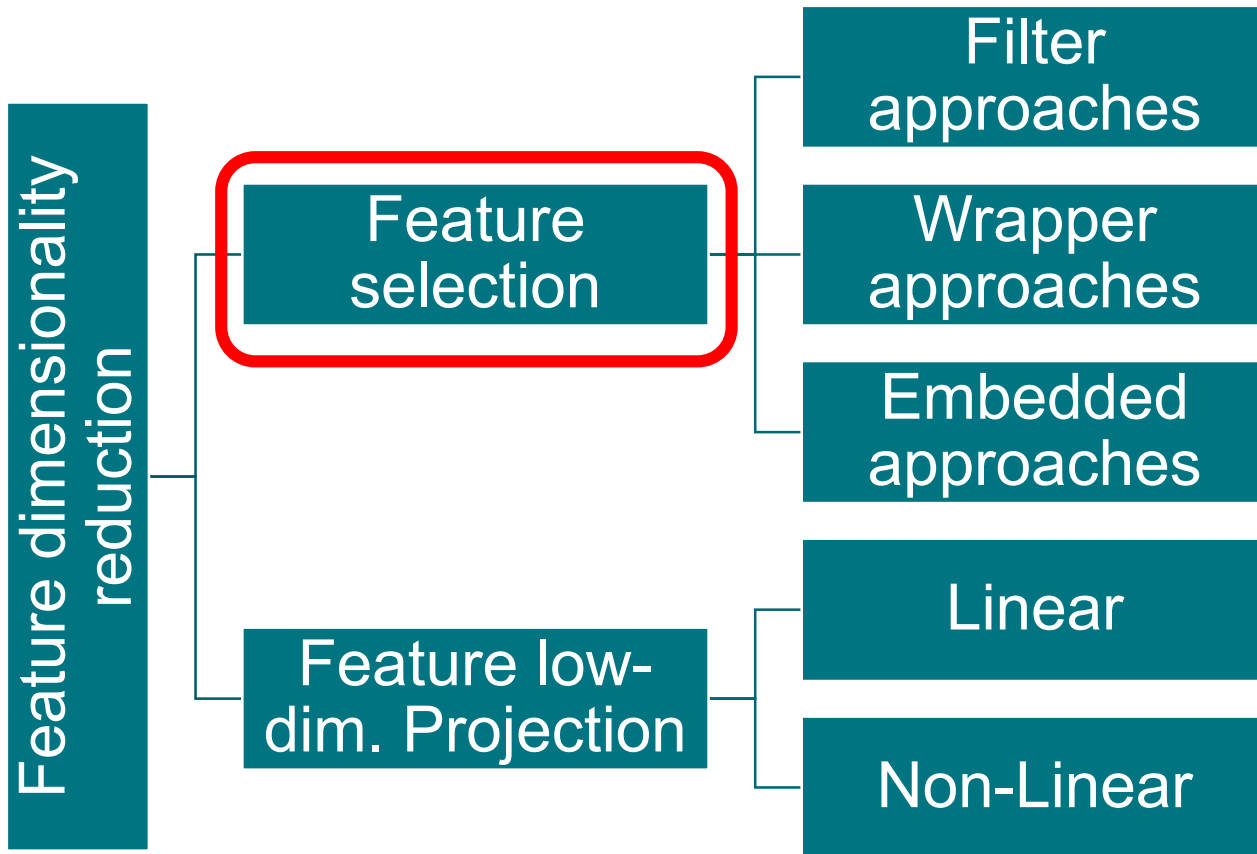 Feature dimensionality
reduction
Feature
selection
Filter
approaches
Wrapper
approaches
Embedded
approaches
Feature low-
dim. Projection
Linear
Non-Linear